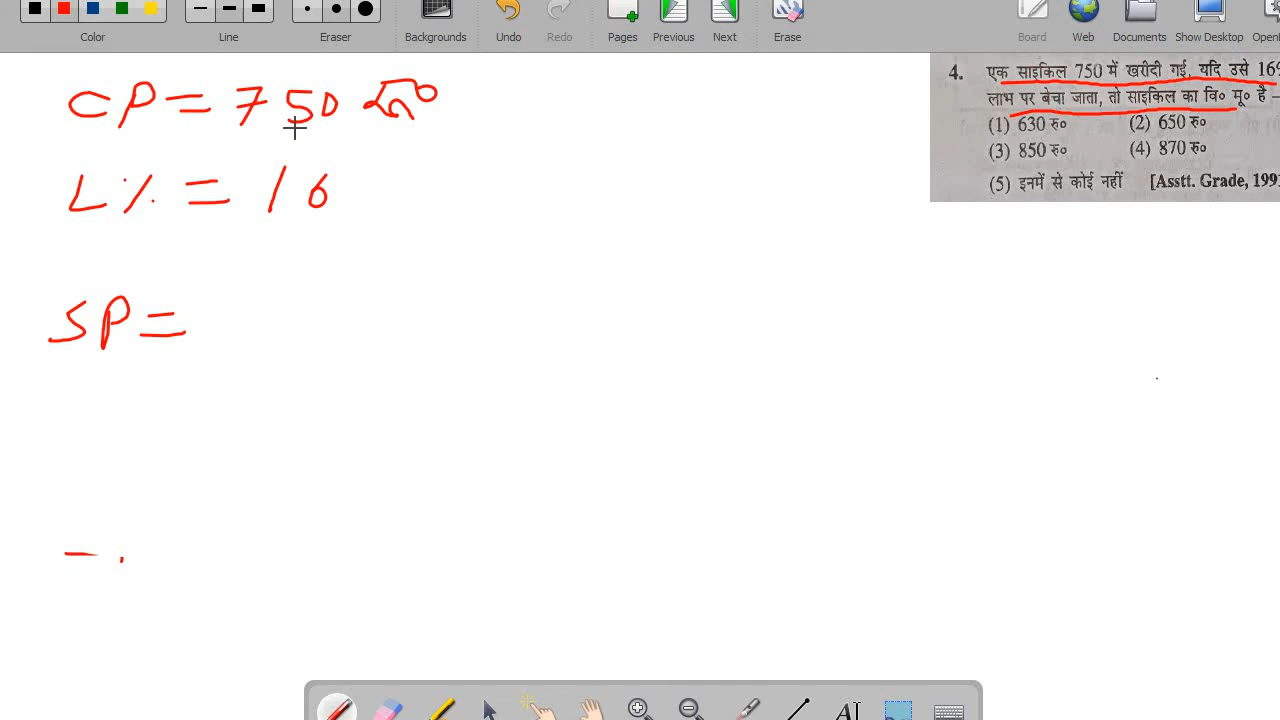 Color Line Eraser Backgrounds Undo Redo Pages Previous Next Erase Board Web Documents Show Desktop
CP = 750 रु०
L% = 16
SP =
4. एक साइकिल 750 में खरीदी गई, यदि उसे 16%
लाभ पर बेचा जाता, तो साइकिल का वि० मू० है –
(1) 630 रु० (2) 650 रु०
(3) 850 रु० (4) 870 रु०
(5) इनमें से कोई नहीं [Asstt. Grade, 199